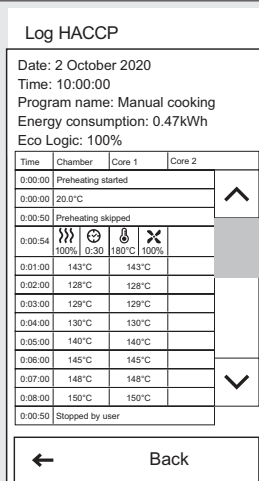 Log HACCP
Date: 2 October 2020
Time: 10:00:00
Program name: Manual cooking
Energy consumption: 0.47kWh
Eco Logic: 100%
Time Chamber Core 1 Core 2
0:00:00 Preheating started
0:00:00 20.0°C
0:00:50 Preheating skipped
0:00:54 100% 0:30 180°C 100%
0:01:00 143°C 143°C
0:02:00 128°C 128°C
0:03:00 129°C 129°C
0:04:00 130°C 130°C
0:05:00 140°C 140°C
0:06:00 145°C 145°C
0:07:00 148°C 148°C
0:08:00 150°C 150°C
0:00:50 Stopped by user
Back